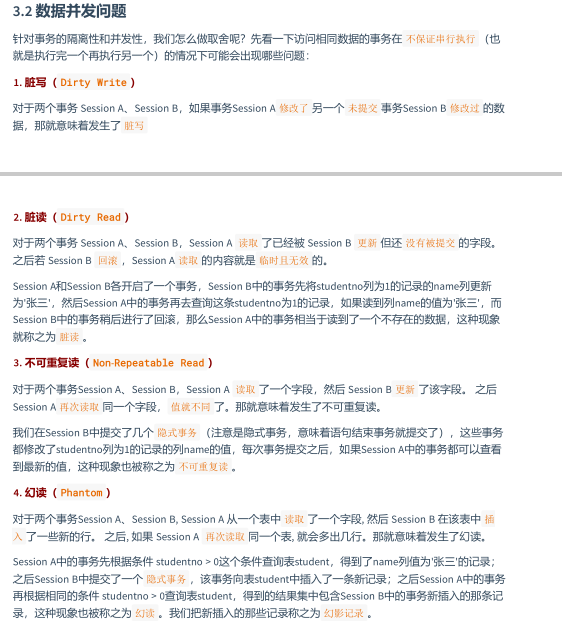 3.2 数据并发问题
针对事务的隔离性和并发性，我们怎么做取舍呢？先看一下访问相同数据的事务在 不保证串行执行（也
就是执行完一个再执行另一个）的情况下可能会出现哪些问题：
1. 脏写（ Dirty Write ）
对于两个事务 Session A、Session B，如果事务Session A 修改了 另一个 未提交 事务Session B 修改过 的数
据，那就意味着发生了 脏写
2. 脏读（ Dirty Read ）
对于两个事务 Session A、Session B，Session A 读取 了已经被 Session B 更新 但还 没有被提交 的字段。
之后若 Session B 回滚 ，Session A 读取 的内容就是 临时且无效 的。
Session A和Session B各开启了一个事务，Session B中的事务先将studentno列为1的记录的name列更新
为'张三'，然后Session A中的事务再去查询这条studentno为1的记录，如果读到列name的值为'张三'，而
Session B中的事务稍后进行了回滚，那么Session A中的事务相当于读到了一个不存在的数据，这种现象
就称之为 脏读 。
3. 不可重复读（ Non-Repeatable Read ）
对于两个事务Session A、Session B，Session A 读取 了一个字段，然后 Session B 更新 了该字段。 之后
Session A 再次读取 同一个字段， 值就不同 了。那就意味着发生了不可重复读。
我们在Session B中提交了几个 隐式事务 （注意是隐式事务，意味着语句结束事务就提交了），这些事务
都修改了studentno列为1的记录的列name的值，每次事务提交之后，如果Session A中的事务都可以查看
到最新的值，这种现象也被称之为 不可重复读 。
4. 幻读（ Phantom ）
对于两个事务Session A、Session B, Session A 从一个表中 读取 了一个字段, 然后 Session B 在该表中 插
入 了一些新的行。 之后, 如果 Session A 再次读取 同一个表, 就会多出几行。那就意味着发生了幻读。
Session A中的事务先根据条件 studentno > 0这个条件查询表student，得到了name列值为'张三'的记录；
之后Session B中提交了一个 隐式事务 ，该事务向表student中插入了一条新记录；之后Session A中的事务
再根据相同的条件 studentno > 0查询表student，得到的结果集中包含Session B中的事务新插入的那条记
录，这种现象也被称之为 幻读 。我们把新插入的那些记录称之为 幻影记录 。